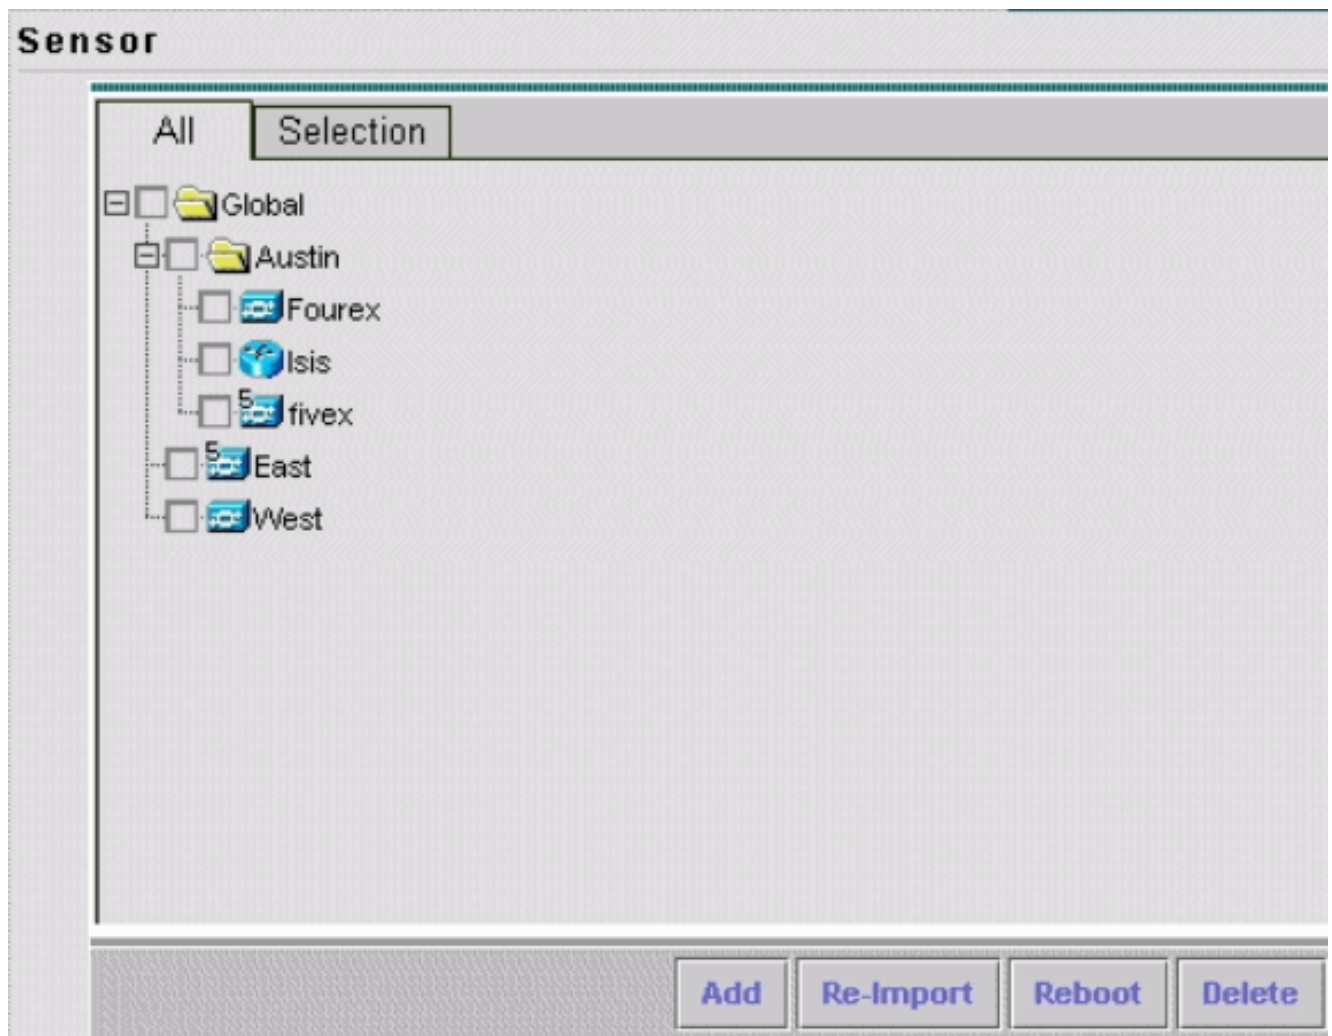 Sensor
All Selection
Global
Austin
Fourex
Isis
5 fivex
5 East
West
Add Re-Import Reboot Delete